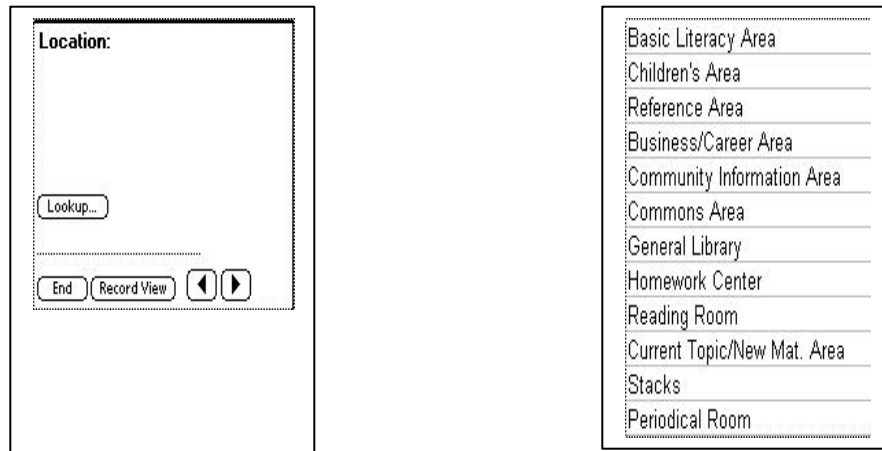 Location:
Lookup...
End Record View
Basic Literacy Area
Children's Area
Reference Area
Business/Career Area
Community Information Area
Commons Area
General Library
Homework Center
Reading Room
Current Topic/New Mat. Area
Stacks
Periodical Room